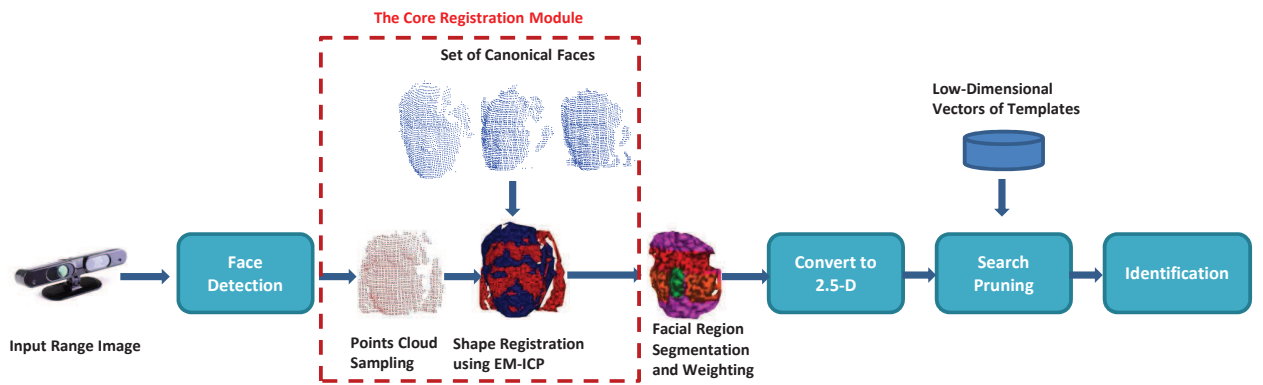 The Core Registration Module
Set of Canonical Faces
Low-Dimensional
Vectors of Templates
Face
Detection
Convert to
2.5-D
Search
Pruning
Identification
Input Range Image
Points Cloud
Sampling
Shape Registration
using EM-ICP
Facial Region
Segmentation
and Weighting